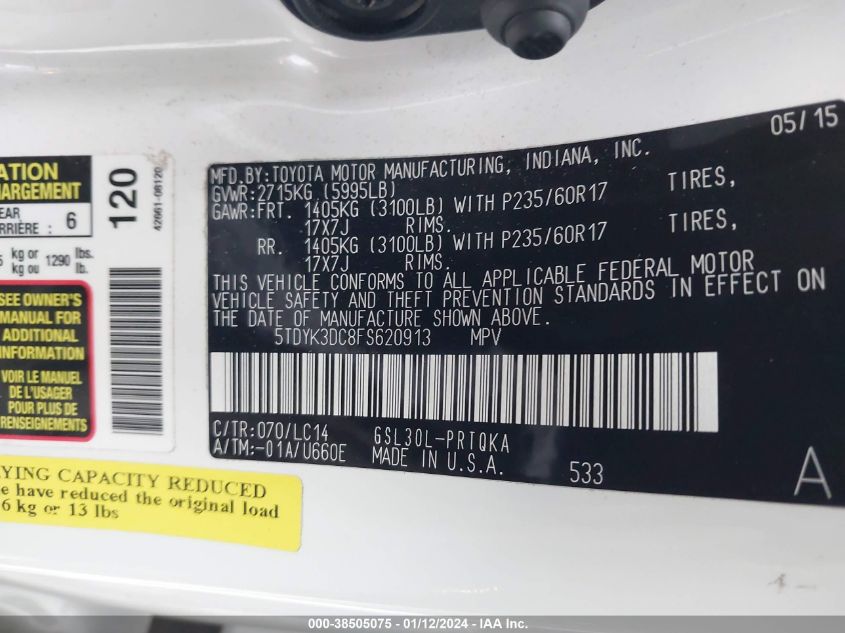 05/15
MFD.BY:TOYOTA MOTOR MANUFACTURING, INDIANA, INC.
GVWR:2715KG (5995LB)
GAWR:FRT. 1405KG (3100LB) WITH P235/60R17 TIRES,
17X7J RIMS.
RR. 1405KG (3100LB) WITH P235/60R17 TIRES,
17X7J RIMS.
THIS VEHICLE CONFORMS TO ALL APPLICABLE FEDERAL MOTOR
VEHICLE SAFETY AND THEFT PREVENTION STANDARDS IN EFFECT ON
THE DATE OF MANUFACTURE SHOWN ABOVE.
5TDYK3DC8FS620913 MPV
C/TR:070/LC14 GSL30L-PRTQKA
A/TM:-01A/U660E MADE IN U.S.A.
533
A
ATION
HARGEMENT
EAR
RRIÈRE : 6
kg or 1290 lbs.
kg ou lb.
120
42661-08120
SEE OWNER'S
MANUAL FOR
ADDITIONAL
INFORMATION
VOIR LE MANUEL
DE L'USAGER
POUR PLUS DE
RENSEIGNEMENTS
YING CAPACITY REDUCED
e have reduced the original load
6 kg or 13 lbs
000-38505075 - 01/12/2024 - IAA Inc.